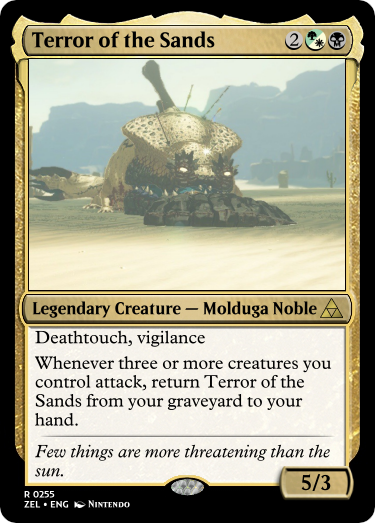 Terror of the Sands 2
Legendary Creature — Molduga Noble
Deathtouch, vigilance
Whenever three or more creatures you
control attack, return Terror of the
Sands from your graveyard to your
hand.
Few things are more threatening than the
sun.
5/3
R 0255
ZEL • ENG Nintendo